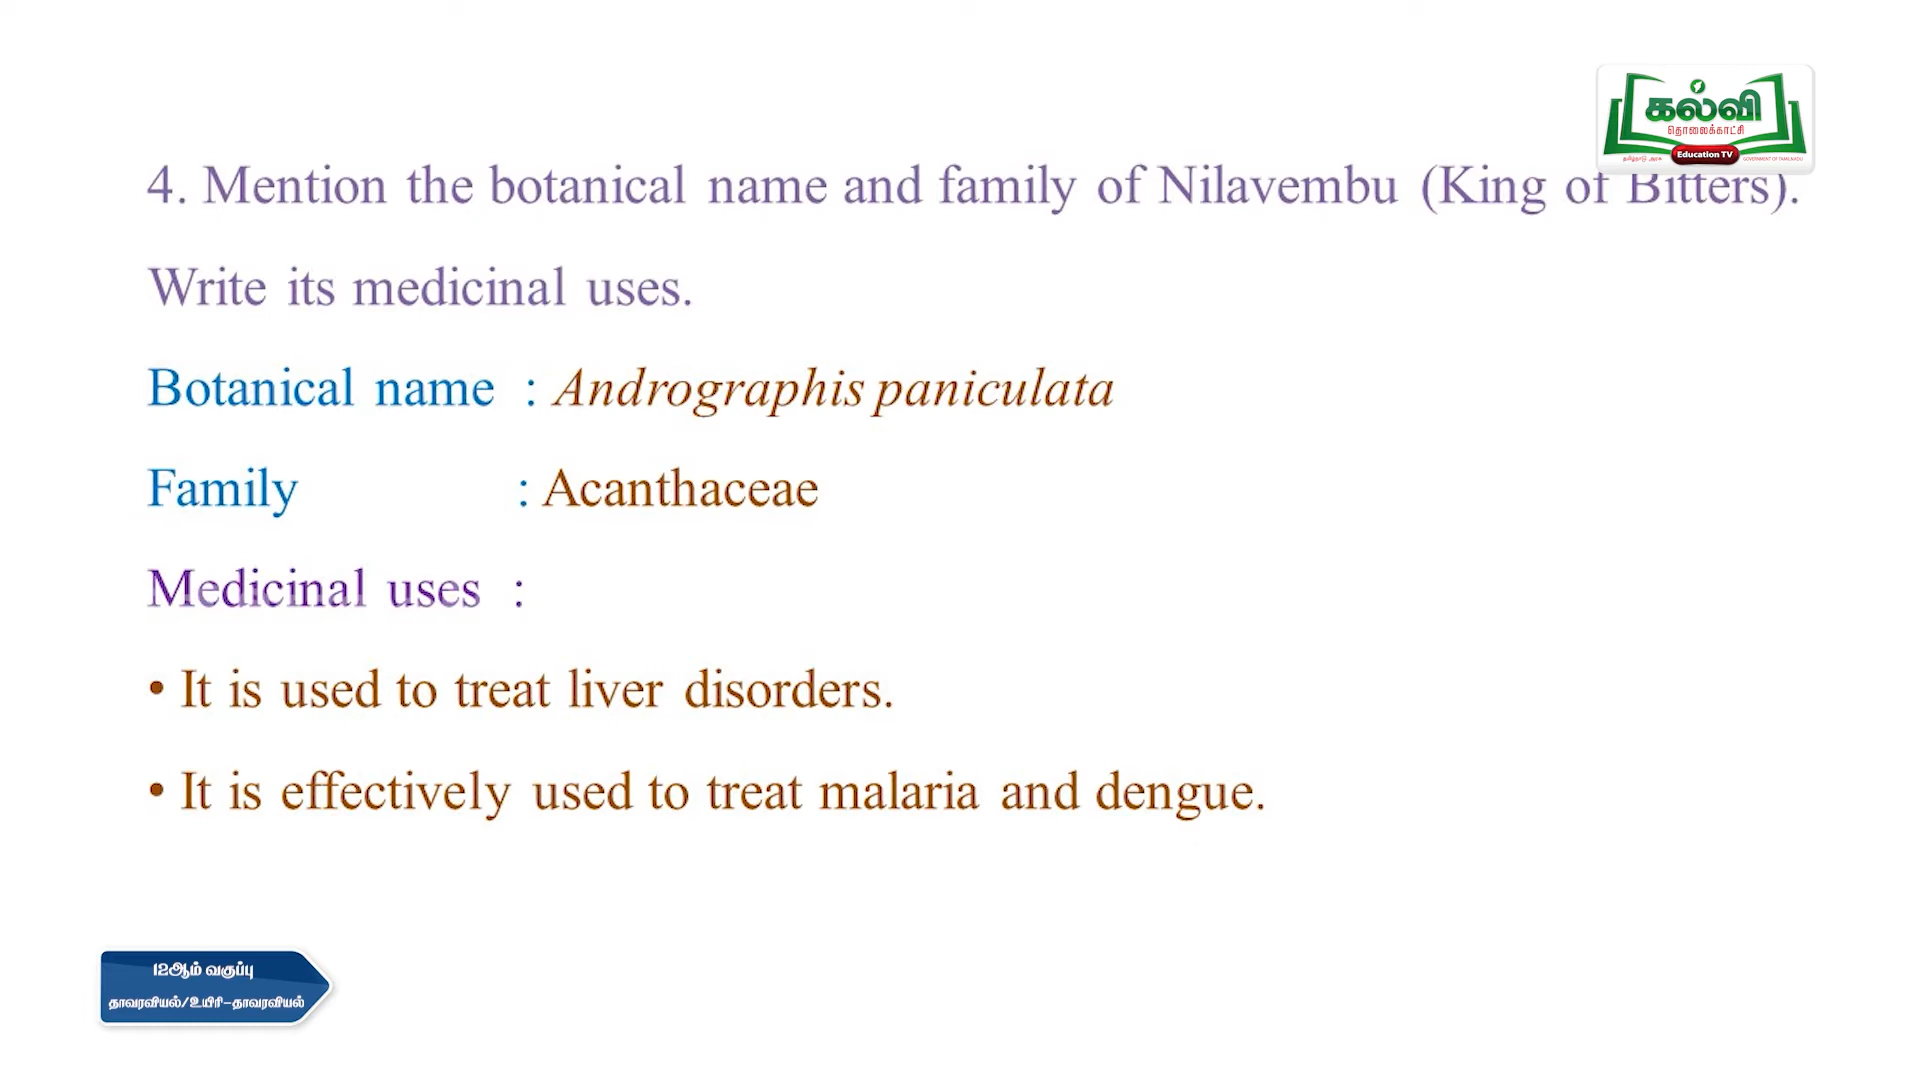 கல்வி
தொலைக்காட்சி
தமிழ்நாடு அரசு
Education TV
GOVERNMENT OF TAMILNADU
4. Mention the botanical name and family of Nilavembu (King of Bitters).
Write its medicinal uses.
Botanical name : Andrographis paniculata
Family : Acanthaceae
Medicinal uses :
• It is used to treat liver disorders.
• It is effectively used to treat malaria and dengue.
12ஆம் வகுப்பு
தாவரவியல்/உயிரி-தாவரவியல்